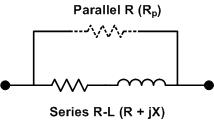 Parallel R (Rp)
Series R-L (R + jX)